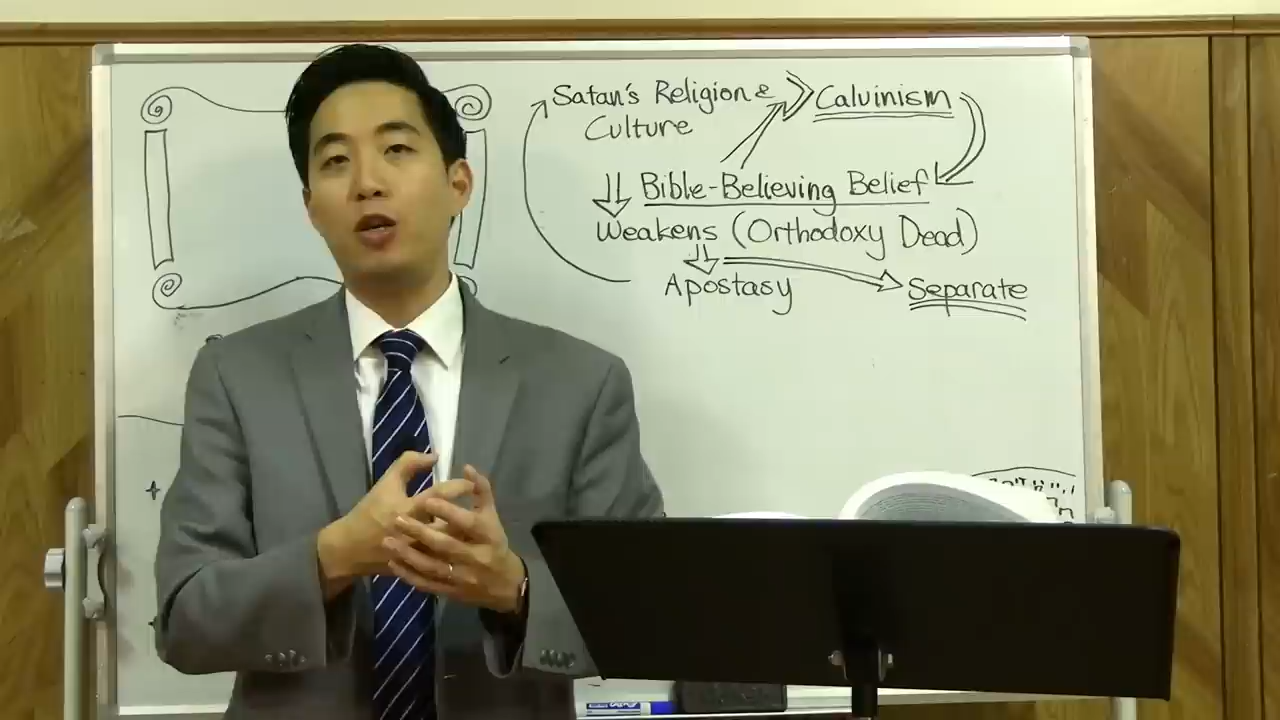 Satan's Religion &
Culture
Calvinism
Bible-Believing Belief
Weakens (Orthodoxy Dead)
Apostasy
Separate